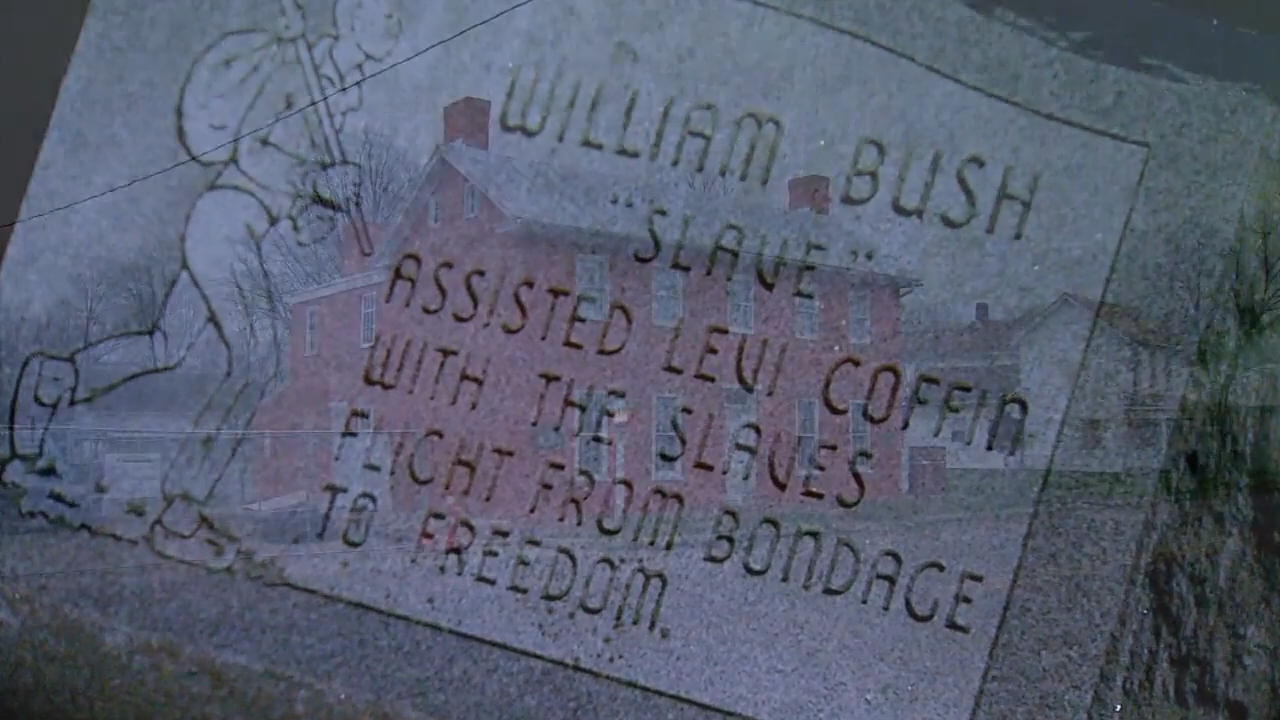 WILLIAM BUSH
"SLAVE"
ASSISTED LEVI COFFIN
WITH THE SLAVES
FLIGHT FROM BONDAGE
TO FREEDOM.